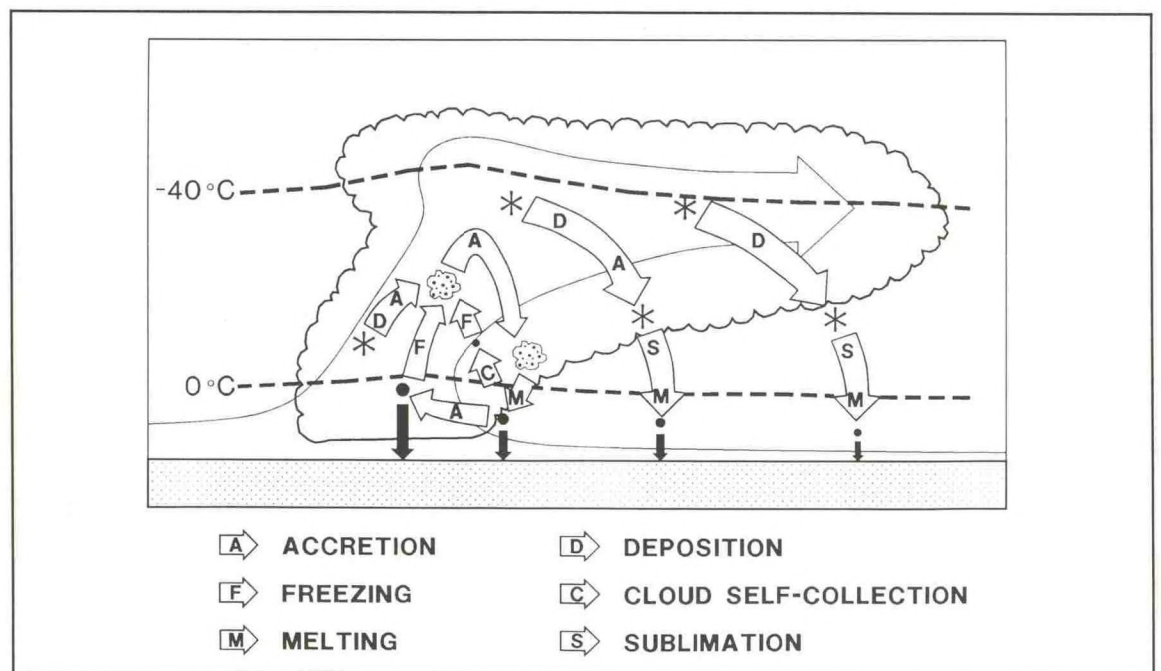 -40°C
D
D
A
A
A
D
F
F
S
S
C
0°C
M
M
M
A
A ACCRETION
D DEPOSITION
F FREEZING
C CLOUD SELF-COLLECTION
M MELTING
S SUBLIMATION